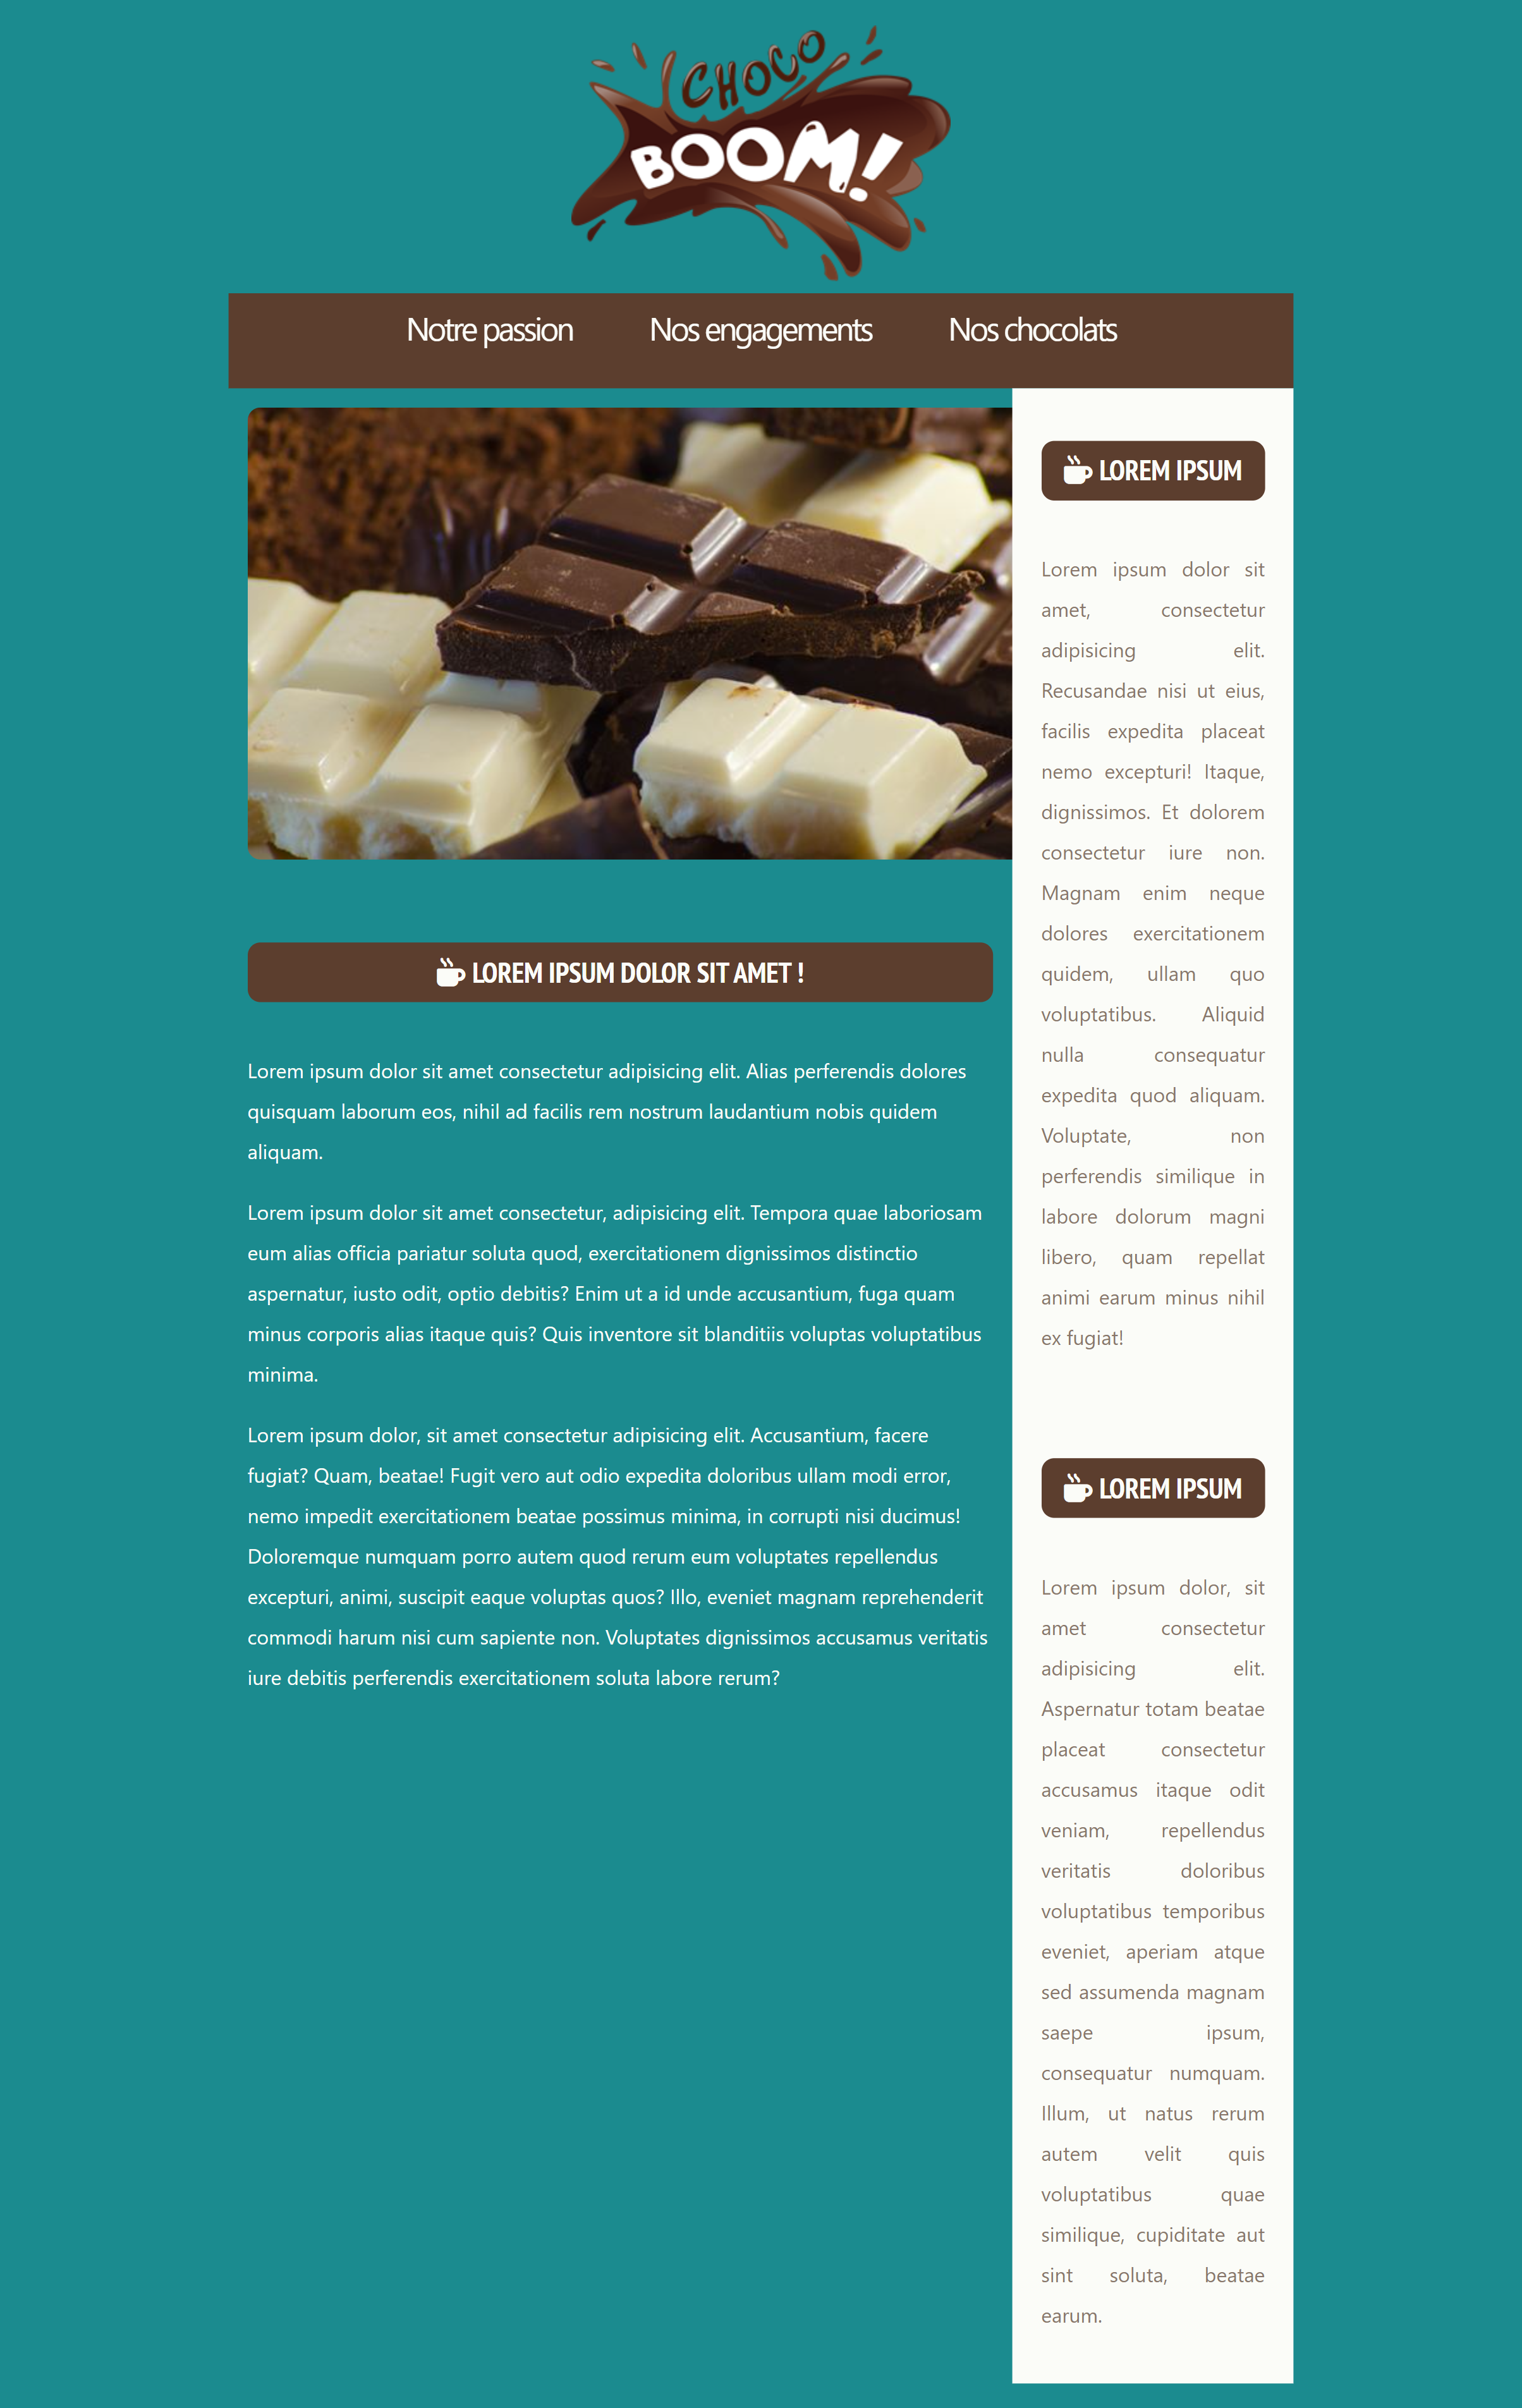 CHOCO
BOOM!
Notre passion
Nos engagements
Nos chocolats
LOREM IPSUM DOLOR SIT AMET !
Lorem ipsum dolor sit amet consectetur adipisicing elit. Alias perferendis dolores
quisquam laborum eos, nihil ad facilis rem nostrum laudantium nobis quidem
aliquam.
Lorem ipsum dolor sit amet consectetur, adipisicing elit. Tempora quae laboriosam
eum alias officia pariatur soluta quod, exercitationem dignissimos distinctio
aspernatur, iusto odit, optio debitis? Enim ut a id unde accusantium, fuga quam
minus corporis alias itaque quis? Quis inventore sit blanditiis voluptas voluptatibus
minima.
Lorem ipsum dolor, sit amet consectetur adipisicing elit. Accusantium, facere
fugiat? Quam, beatae! Fugit vero aut odio expedita doloribus ullam modi error,
nemo impedit exercitationem beatae possimus minima, in corrupti nisi ducimus!
Doloremque numquam porro autem quod rerum eum voluptates repellendus
excepturi, animi, suscipit eaque voluptas quos? Illo, eveniet magnam reprehenderit
commodi harum nisi cum sapiente non. Voluptates dignissimos accusamus veritatis
iure debitis perferendis exercitationem soluta labore rerum?
LOREM IPSUM
Lorem ipsum dolor sit
amet, consectetur
adipisicing elit.
Recusandae nisi ut eius,
facilis expedita placeat
nemo excepturi! Itaque,
dignissimos. Et dolorem
consectetur iure non.
Magnam enim neque
dolores exercitationem
quidem, ullam quo
voluptatibus. Aliquid
nulla consequatur
expedita quod aliquam.
Voluptate, non
perferendis similique in
labore dolorum magni
libero, quam repellat
animi earum minus nihil
ex fugiat!
LOREM IPSUM
Lorem ipsum dolor, sit
amet consectetur
adipisicing elit.
Aspernatur totam beatae
placeat consectetur
accusamus itaque odit
veniam, repellendus
veritatis doloribus
voluptatibus temporibus
eveniet, aperiam atque
sed assumenda magnam
saepe ipsum,
consequatur numquam.
Illum, ut natus rerum
autem velit quis
voluptatibus quae
similique, cupiditate aut
sint soluta, beatae
earum.